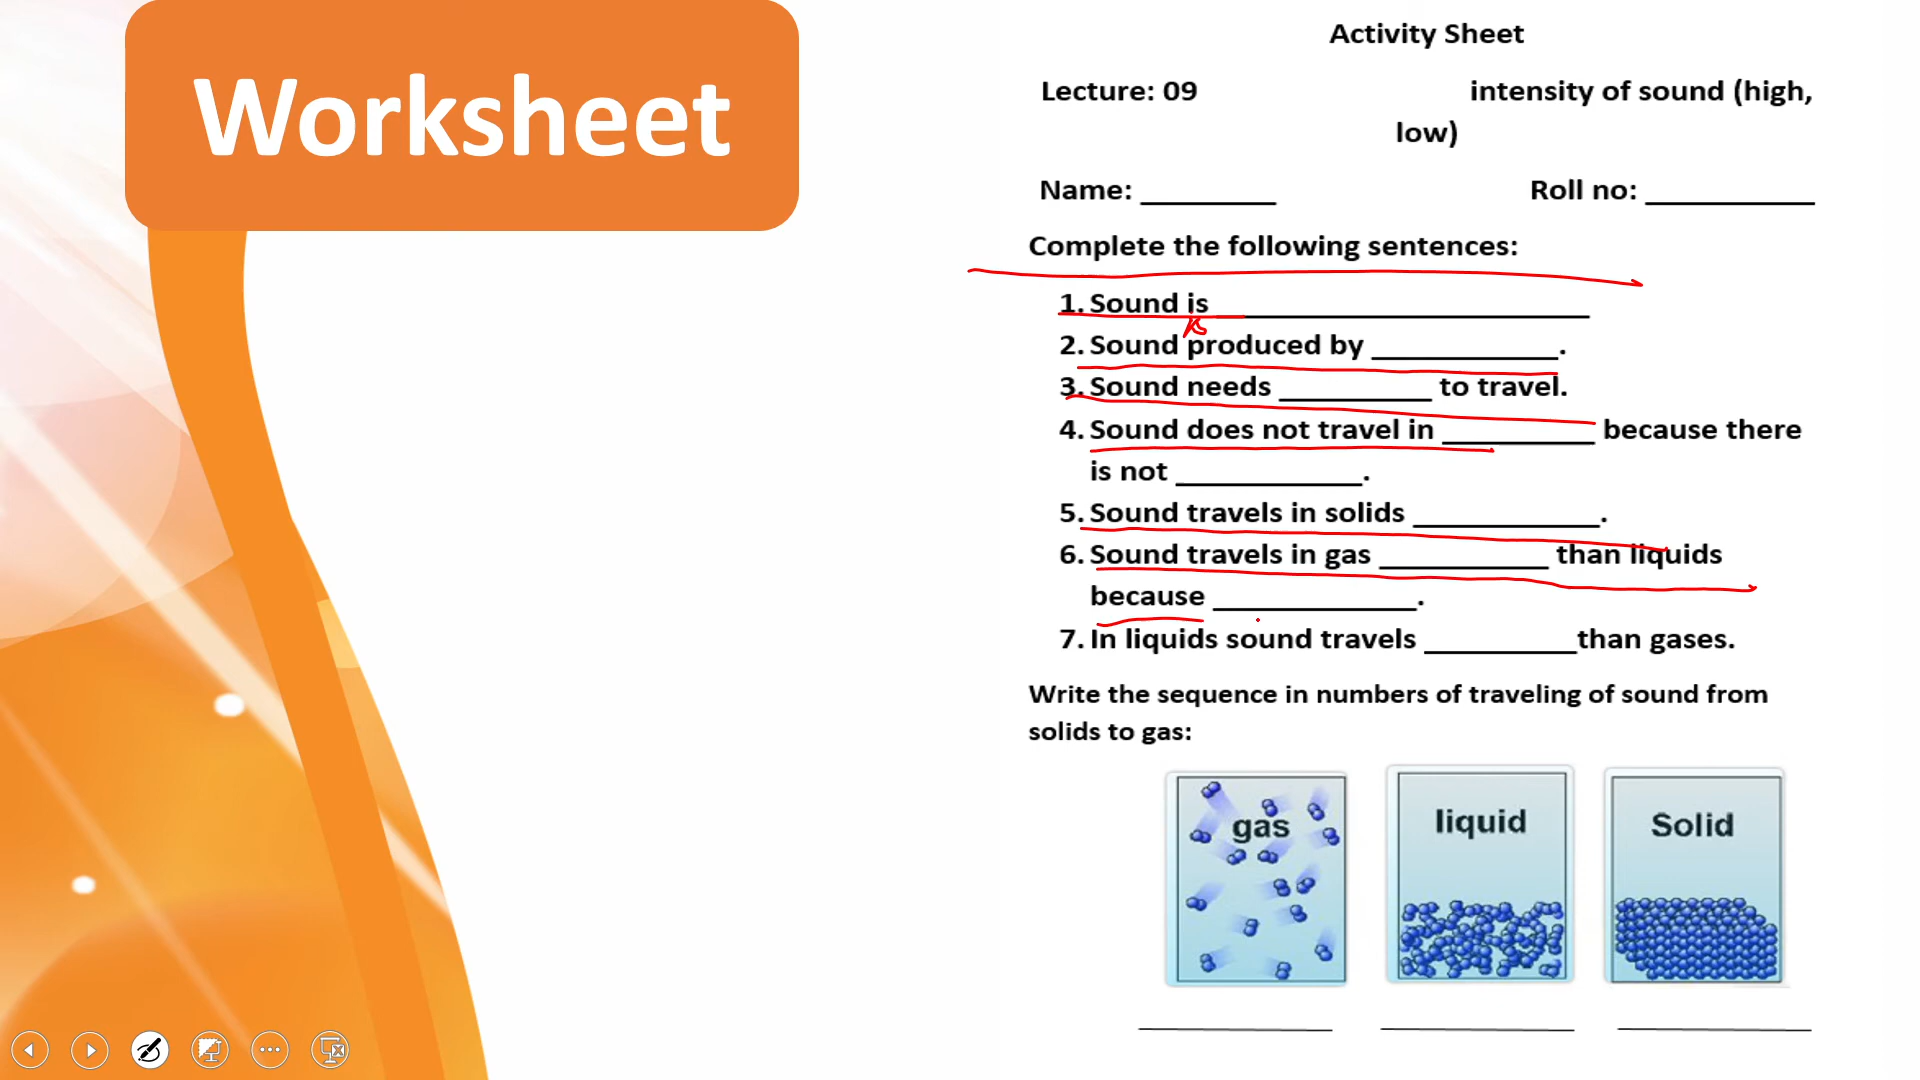 Worksheet
Activity Sheet
Lecture: 09 intensity of sound (high,
low)
Name: _________ Roll no: ___________
Complete the following sentences:
1. Sound is _________________________
2. Sound produced by ____________.
is
3. Sound needs __________ to travel.
4. Sound does not travel in __________ because there
is not ____________.
5. Sound travels in solids ____________.
6. Sound travels in gas ___________ than liquids
because _____________.
7. In liquids sound travels __________than gases.
Write the sequence in numbers of traveling of sound from
solids to gas:
gas
liquid
Solid